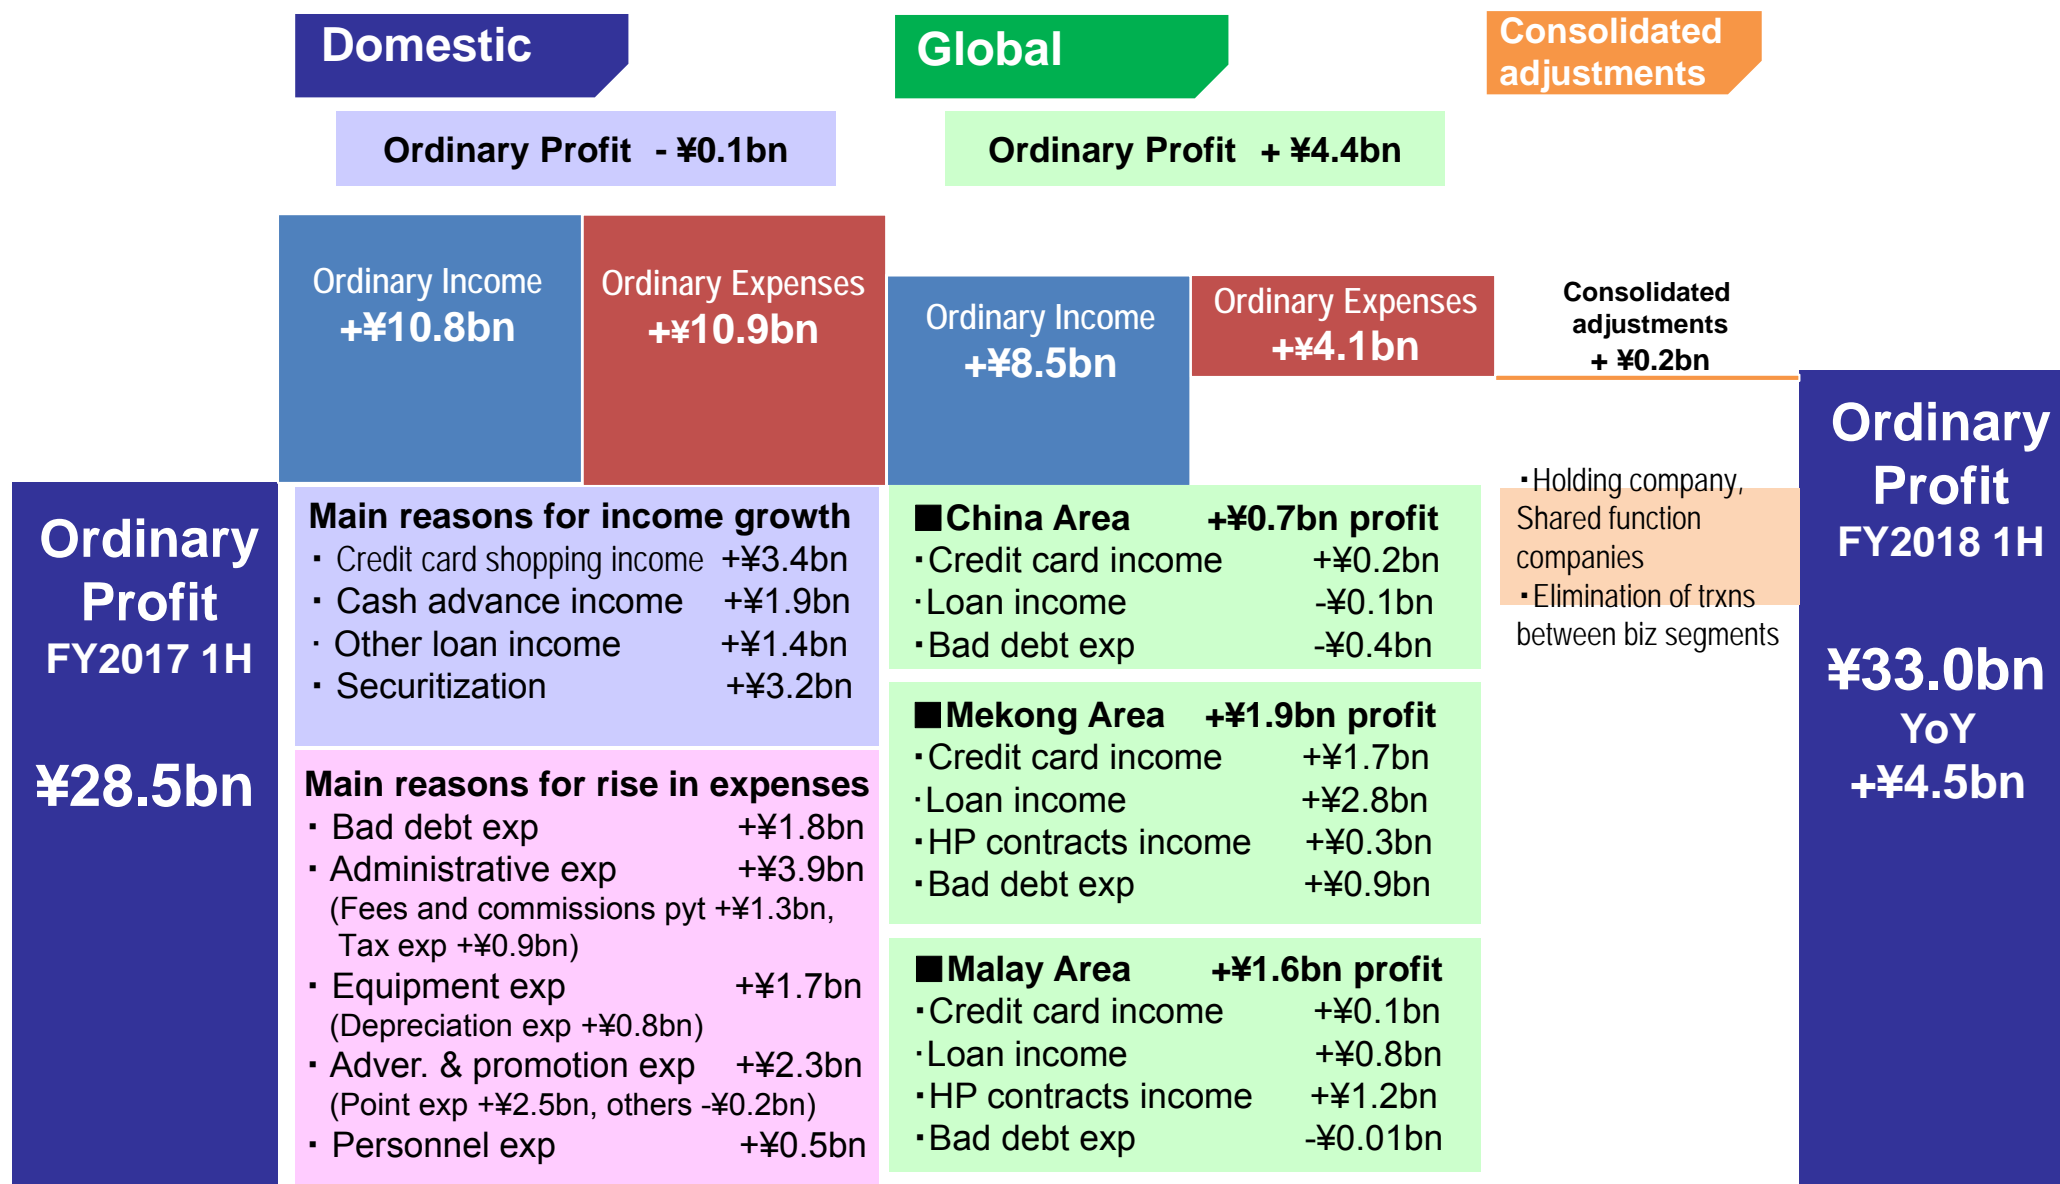 Domestic
Ordinary Profit - ¥0.1bn
Global
Ordinary Profit + ¥4.4bn
Consolidated
adjustments
Ordinary Income
+¥10.8bn
Ordinary Expenses
+¥10.9bn
Ordinary Income
+¥8.5bn
Ordinary Expenses
+¥4.1bn
Consolidated
adjustments
+ ¥0.2bn
Ordinary
Profit
FY2017 1H
¥28.5bn
Main reasons for income growth
・Credit card shopping income +¥3.4bn
・Cash advance income +¥1.9bn
・Other loan income +¥1.4bn
・Securitization +¥3.2bn
Main reasons for rise in expenses
・Bad debt exp +¥1.8bn
・Administrative exp +¥3.9bn
(Fees and commissions pyt +¥1.3bn,
Tax exp +¥0.9bn)
・Equipment exp +¥1.7bn
(Depreciation exp +¥0.8bn)
・Adver. & promotion exp +¥2.3bn
(Point exp +¥2.5bn, others -¥0.2bn)
・Personnel exp +¥0.5bn
■China Area +¥0.7bn profit
・Credit card income +¥0.2bn
・Loan income -¥0.1bn
・Bad debt exp -¥0.4bn
■Mekong Area +¥1.9bn profit
・Credit card income +¥1.7bn
・Loan income +¥2.8bn
・HP contracts income +¥0.3bn
・Bad debt exp +¥0.9bn
■Malay Area +¥1.6bn profit
・Credit card income +¥0.1bn
・Loan income +¥0.8bn
・HP contracts income +¥1.2bn
・Bad debt exp -¥0.01bn
・Holding company,
Shared function
companies
・Elimination of trxns
between biz segments
Ordinary
Profit
FY2018 1H
¥33.0bn
YoY
+¥4.5bn